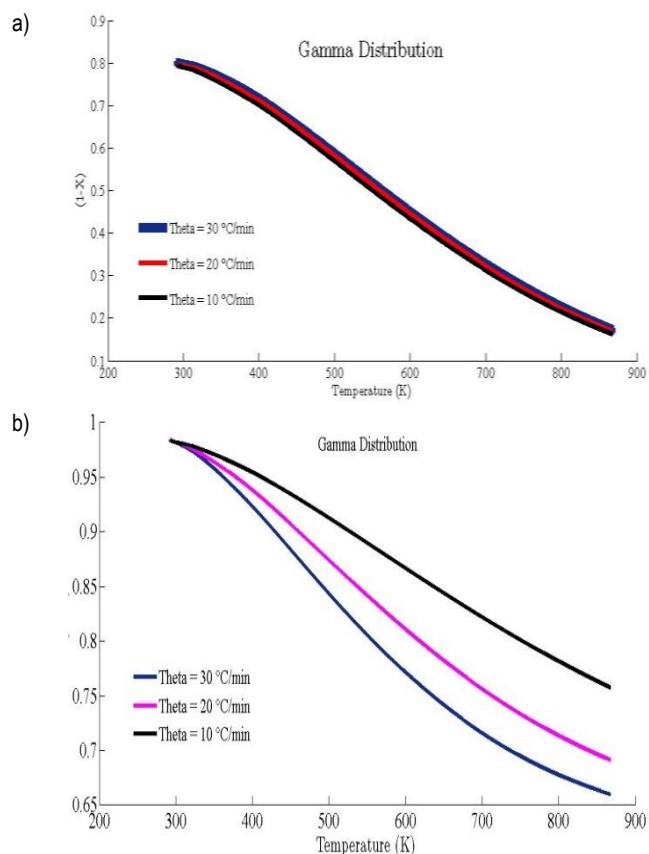 a)
Gamma Distribution
0.9
0.8
0.7
0.6
0.5
0.4
0.3
0.2
0.1
(1-X)
Theta = 30 °C/min
Theta = 20 °C/min
Theta = 10 °C/min
200 300 400 500 600 700 800 900
Temperature (K)
b)
Gamma Distribution
1
0.95
0.9
0.85
0.8
0.75
0.7
0.65
Theta = 30 °C/min
Theta = 20 °C/min
Theta = 10 °C/min
200 300 400 500 600 700 800 900
Temperature (K)